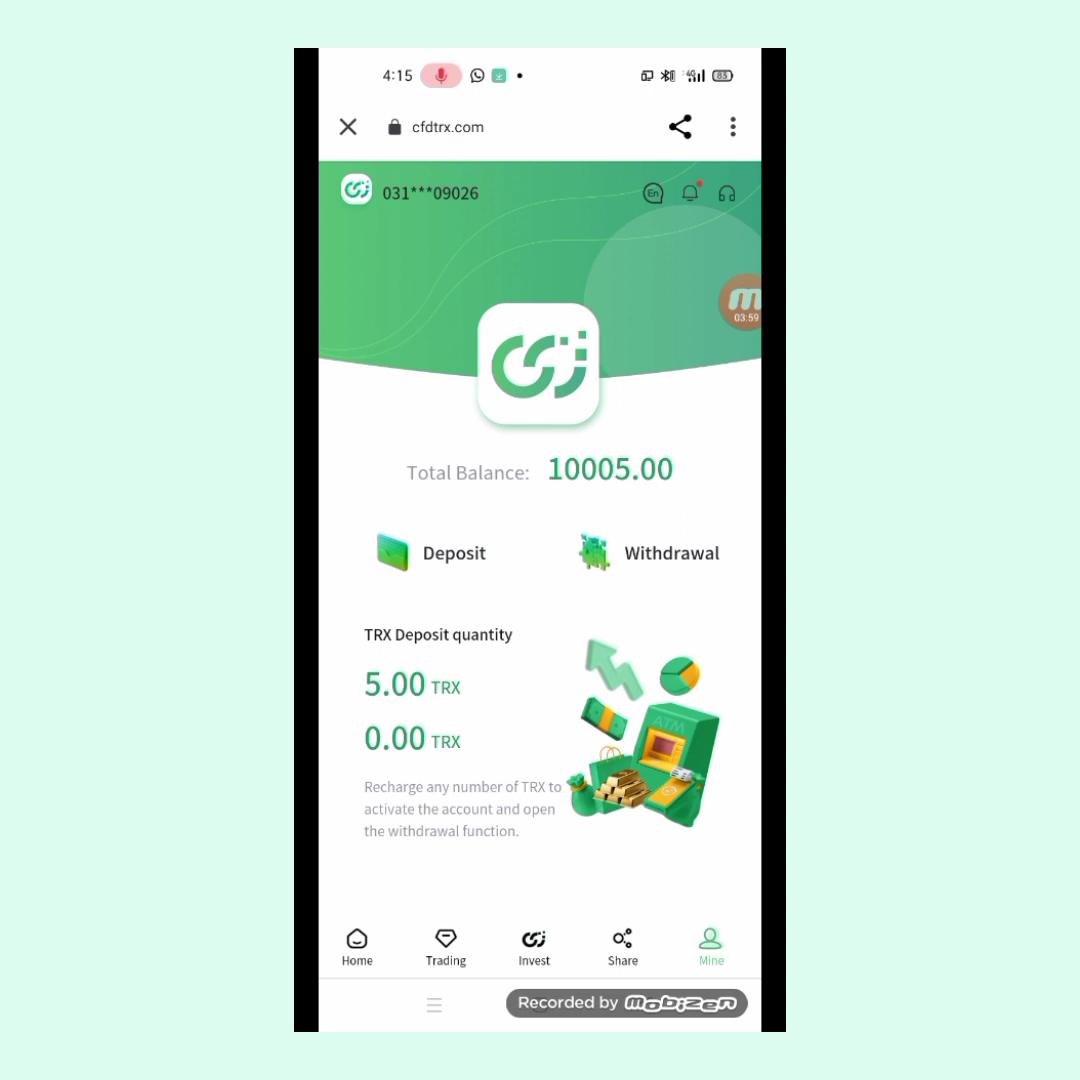 4:15
83
cfdtrx.com
031***09026
En
03:59
Total Balance: 10005.00
Deposit
Withdrawal
TRX Deposit quantity
5.00 TRX
0.00 TRX
ATM
Recharge any number of TRX to
activate the account and open
the withdrawal function.
Home
Trading
Invest
Share
Mine
Recorded by Mobizen